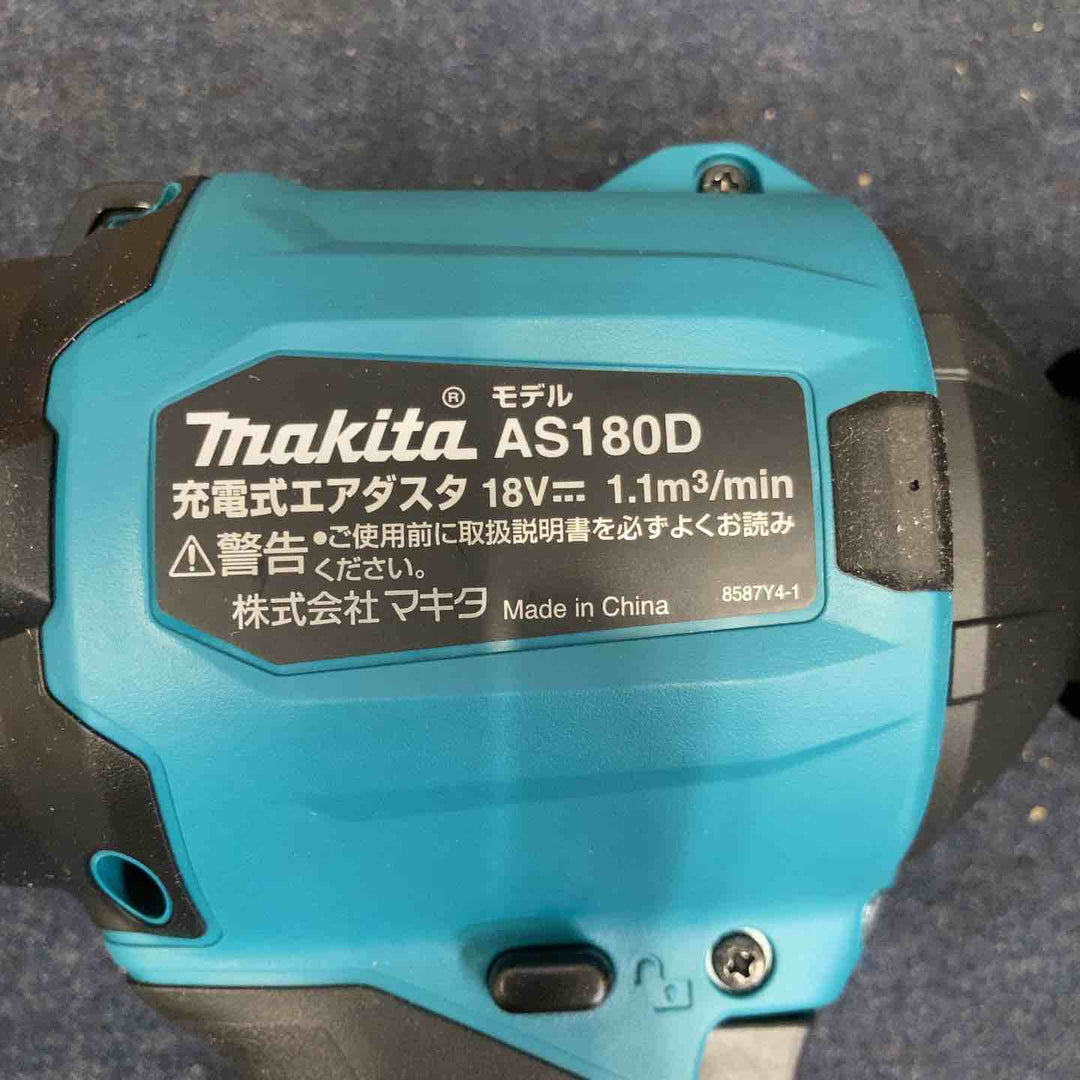 makita® モデル AS180D
充電式エアダスタ 18V⎓ 1.1m³/min
⚠警告 •ご使用前に取扱説明書を必ずよくお読み
ください。
株式会社 マキタ Made in China 8587Y4-1